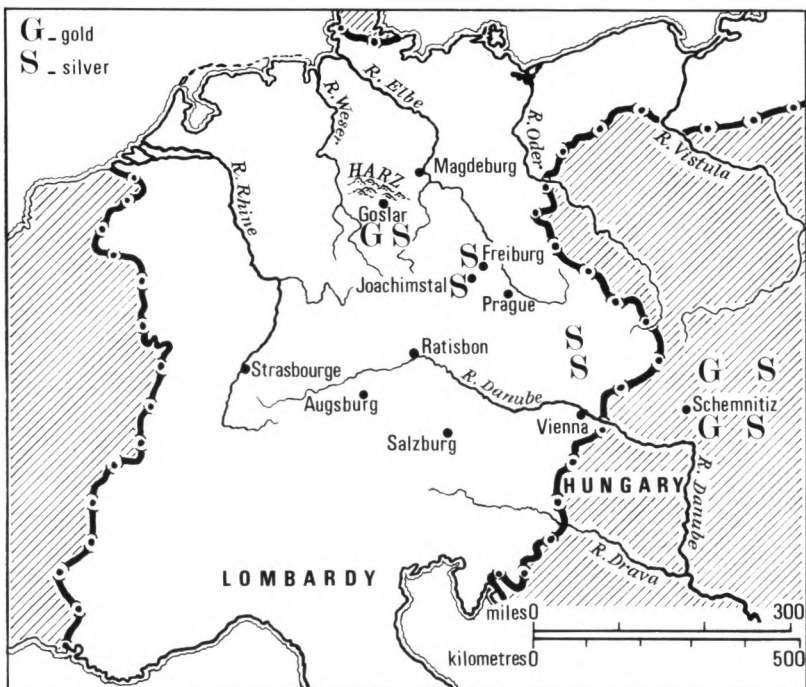 G - gold
S - silver
R. Elbe
R. Weser
R. Oder
R. Vistula
R. Rhine
HARZ
Magdeburg
Goslar
G S
S Freiburg
Joachimstal S
Prague
S
S
Ratisbon
Strasbourge
R. Danube
Augsburg
Vienna
Salzburg
G S
Schemnitiz
G S
HUNGARY
R. Danube
R. Drava
LOMBARDY
miles 0 300
kilometres 0 500